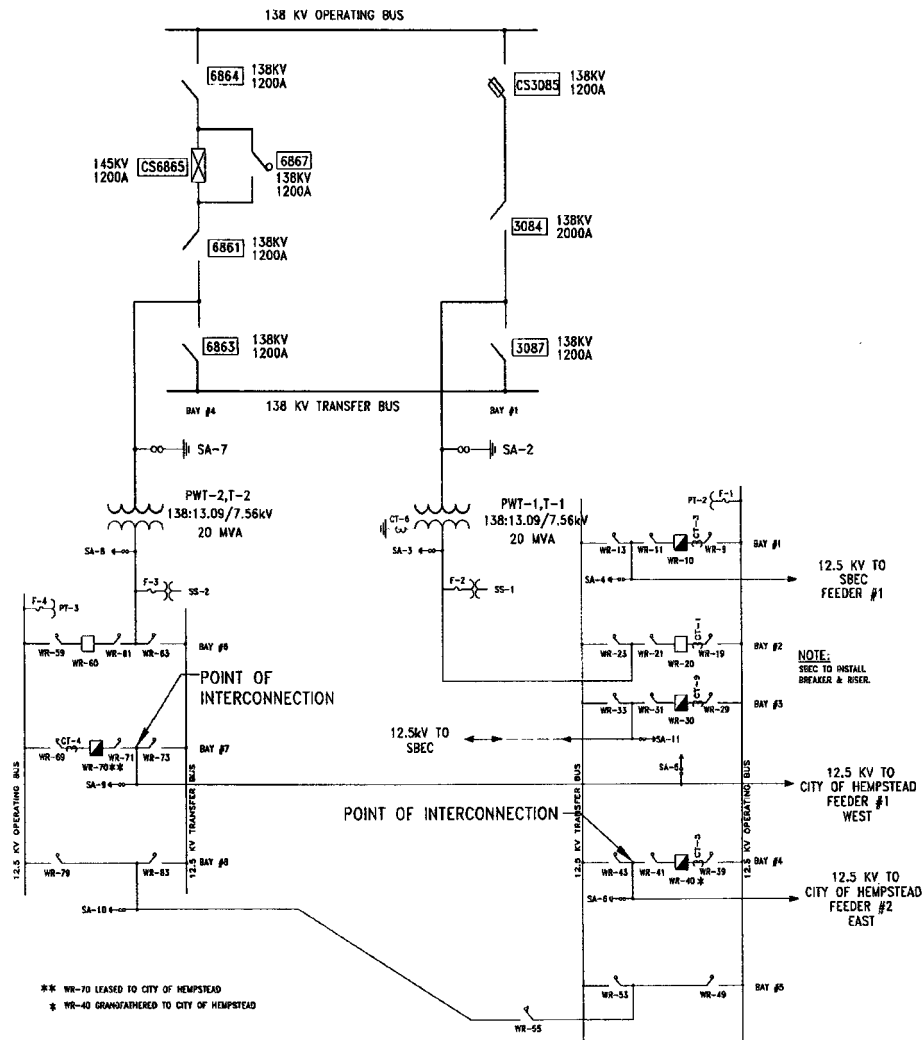 138 KV OPERATING BUS
6864 138KV 1200A
CS3085 138KV 1200A
145KV 1200A CS6865
6867 138KV 1200A
6861 138KV 1200A
3084 138KV 2000A
6863 138KV 1200A
3087 138KV 1200A
138 KV TRANSFER BUS
BAY #4
BAY #1
SA-7
SA-2
PWT-2,T-2
138:13.09/7.56kV
20 MVA
PWT-1,T-1
138:13.09/7.56kV
20 MVA
CT-6
SA-8
SA-3
F-3
SS-2
F-2
SS-1
F-4
PT-3
PT-2
F-1
WR-13
WR-11
WR-10
CT-3
WR-9
BAY #1
SA-4
12.5 KV TO
SBEC
FEEDER #1
WR-59
WR-60
WR-61
WR-63
BAY #6
WR-23
WR-21
WR-20
CT-1
WR-19
BAY #2
NOTE:
SBEC TO INSTALL
BREAKER & RISER.
POINT OF
INTERCONNECTION
WR-33
WR-31
WR-30
CT-9
WR-29
BAY #3
12.5kV TO
SBEC
SA-11
WR-69
CT-4
WR-70**
WR-71
WR-73
BAY #7
SA-9
SA-5
12.5 KV TO
CITY OF HEMPSTEAD
FEEDER #1
WEST
POINT OF INTERCONNECTION
12.5 KV OPERATING BUS
12.5 KV TRANSFER BUS
12.5 KV TRANSFER BUS
12.5 KV OPERATING BUS
WR-79
WR-83
BAY #8
WR-43
WR-41
WR-40*
CT-5
WR-39
BAY #4
SA-10
SA-6
12.5 KV TO
CITY OF HEMPSTEAD
FEEDER #2
EAST
** WR-70 LEASED TO CITY OF HEMPSTEAD
* WR-40 GRANDFATHERED TO CITY OF HEMPSTEAD
WR-53
WR-49
BAY #5
WR-55